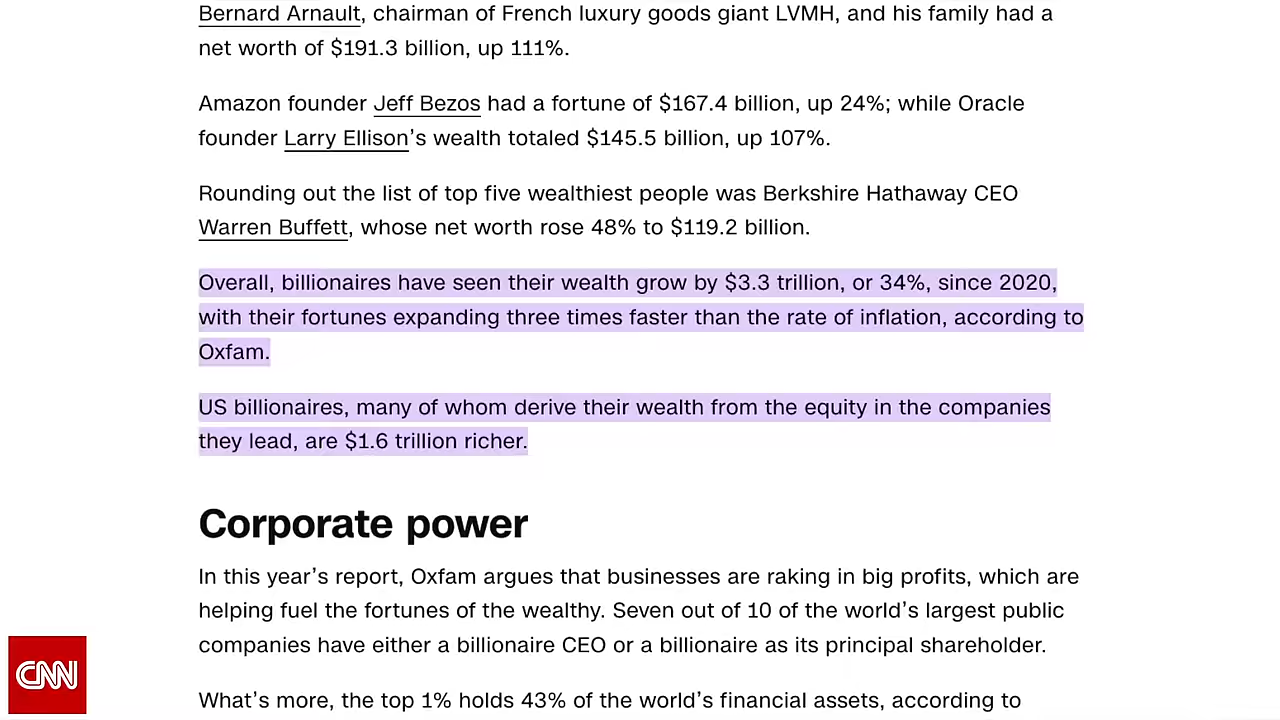 Bernard Arnault, chairman of French luxury goods giant LVMH, and his family had a
net worth of $191.3 billion, up 111%.
Amazon founder Jeff Bezos had a fortune of $167.4 billion, up 24%; while Oracle
founder Larry Ellison’s wealth totaled $145.5 billion, up 107%.
Rounding out the list of top five wealthiest people was Berkshire Hathaway CEO
Warren Buffett, whose net worth rose 48% to $119.2 billion.
Overall, billionaires have seen their wealth grow by $3.3 trillion, or 34%, since 2020,
with their fortunes expanding three times faster than the rate of inflation, according to
Oxfam.
US billionaires, many of whom derive their wealth from the equity in the companies
they lead, are $1.6 trillion richer.
Corporate power
In this year’s report, Oxfam argues that businesses are raking in big profits, which are
helping fuel the fortunes of the wealthy. Seven out of 10 of the world’s largest public
companies have either a billionaire CEO or a billionaire as its principal shareholder.
What’s more, the top 1% holds 43% of the world’s financial assets, according to
CNN